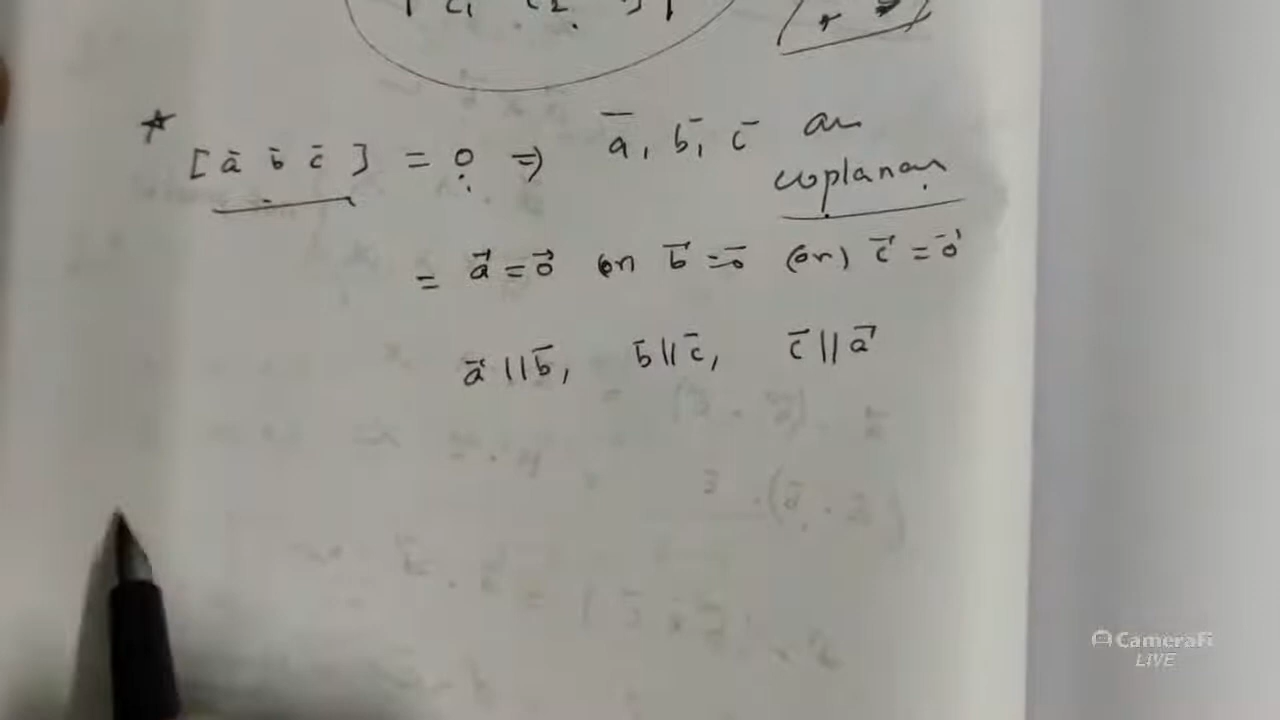 [ā b̄ c̄] = 0 ⇒ ā, b̄, c̄ are
coplanar
= a⃗ = 0⃗ or b⃗ = 0̄ (or) c⃗ = 0⃗
a⃗ || b̄, b̄ || c̄, c̄ || a⃗
CameraFi
LIVE